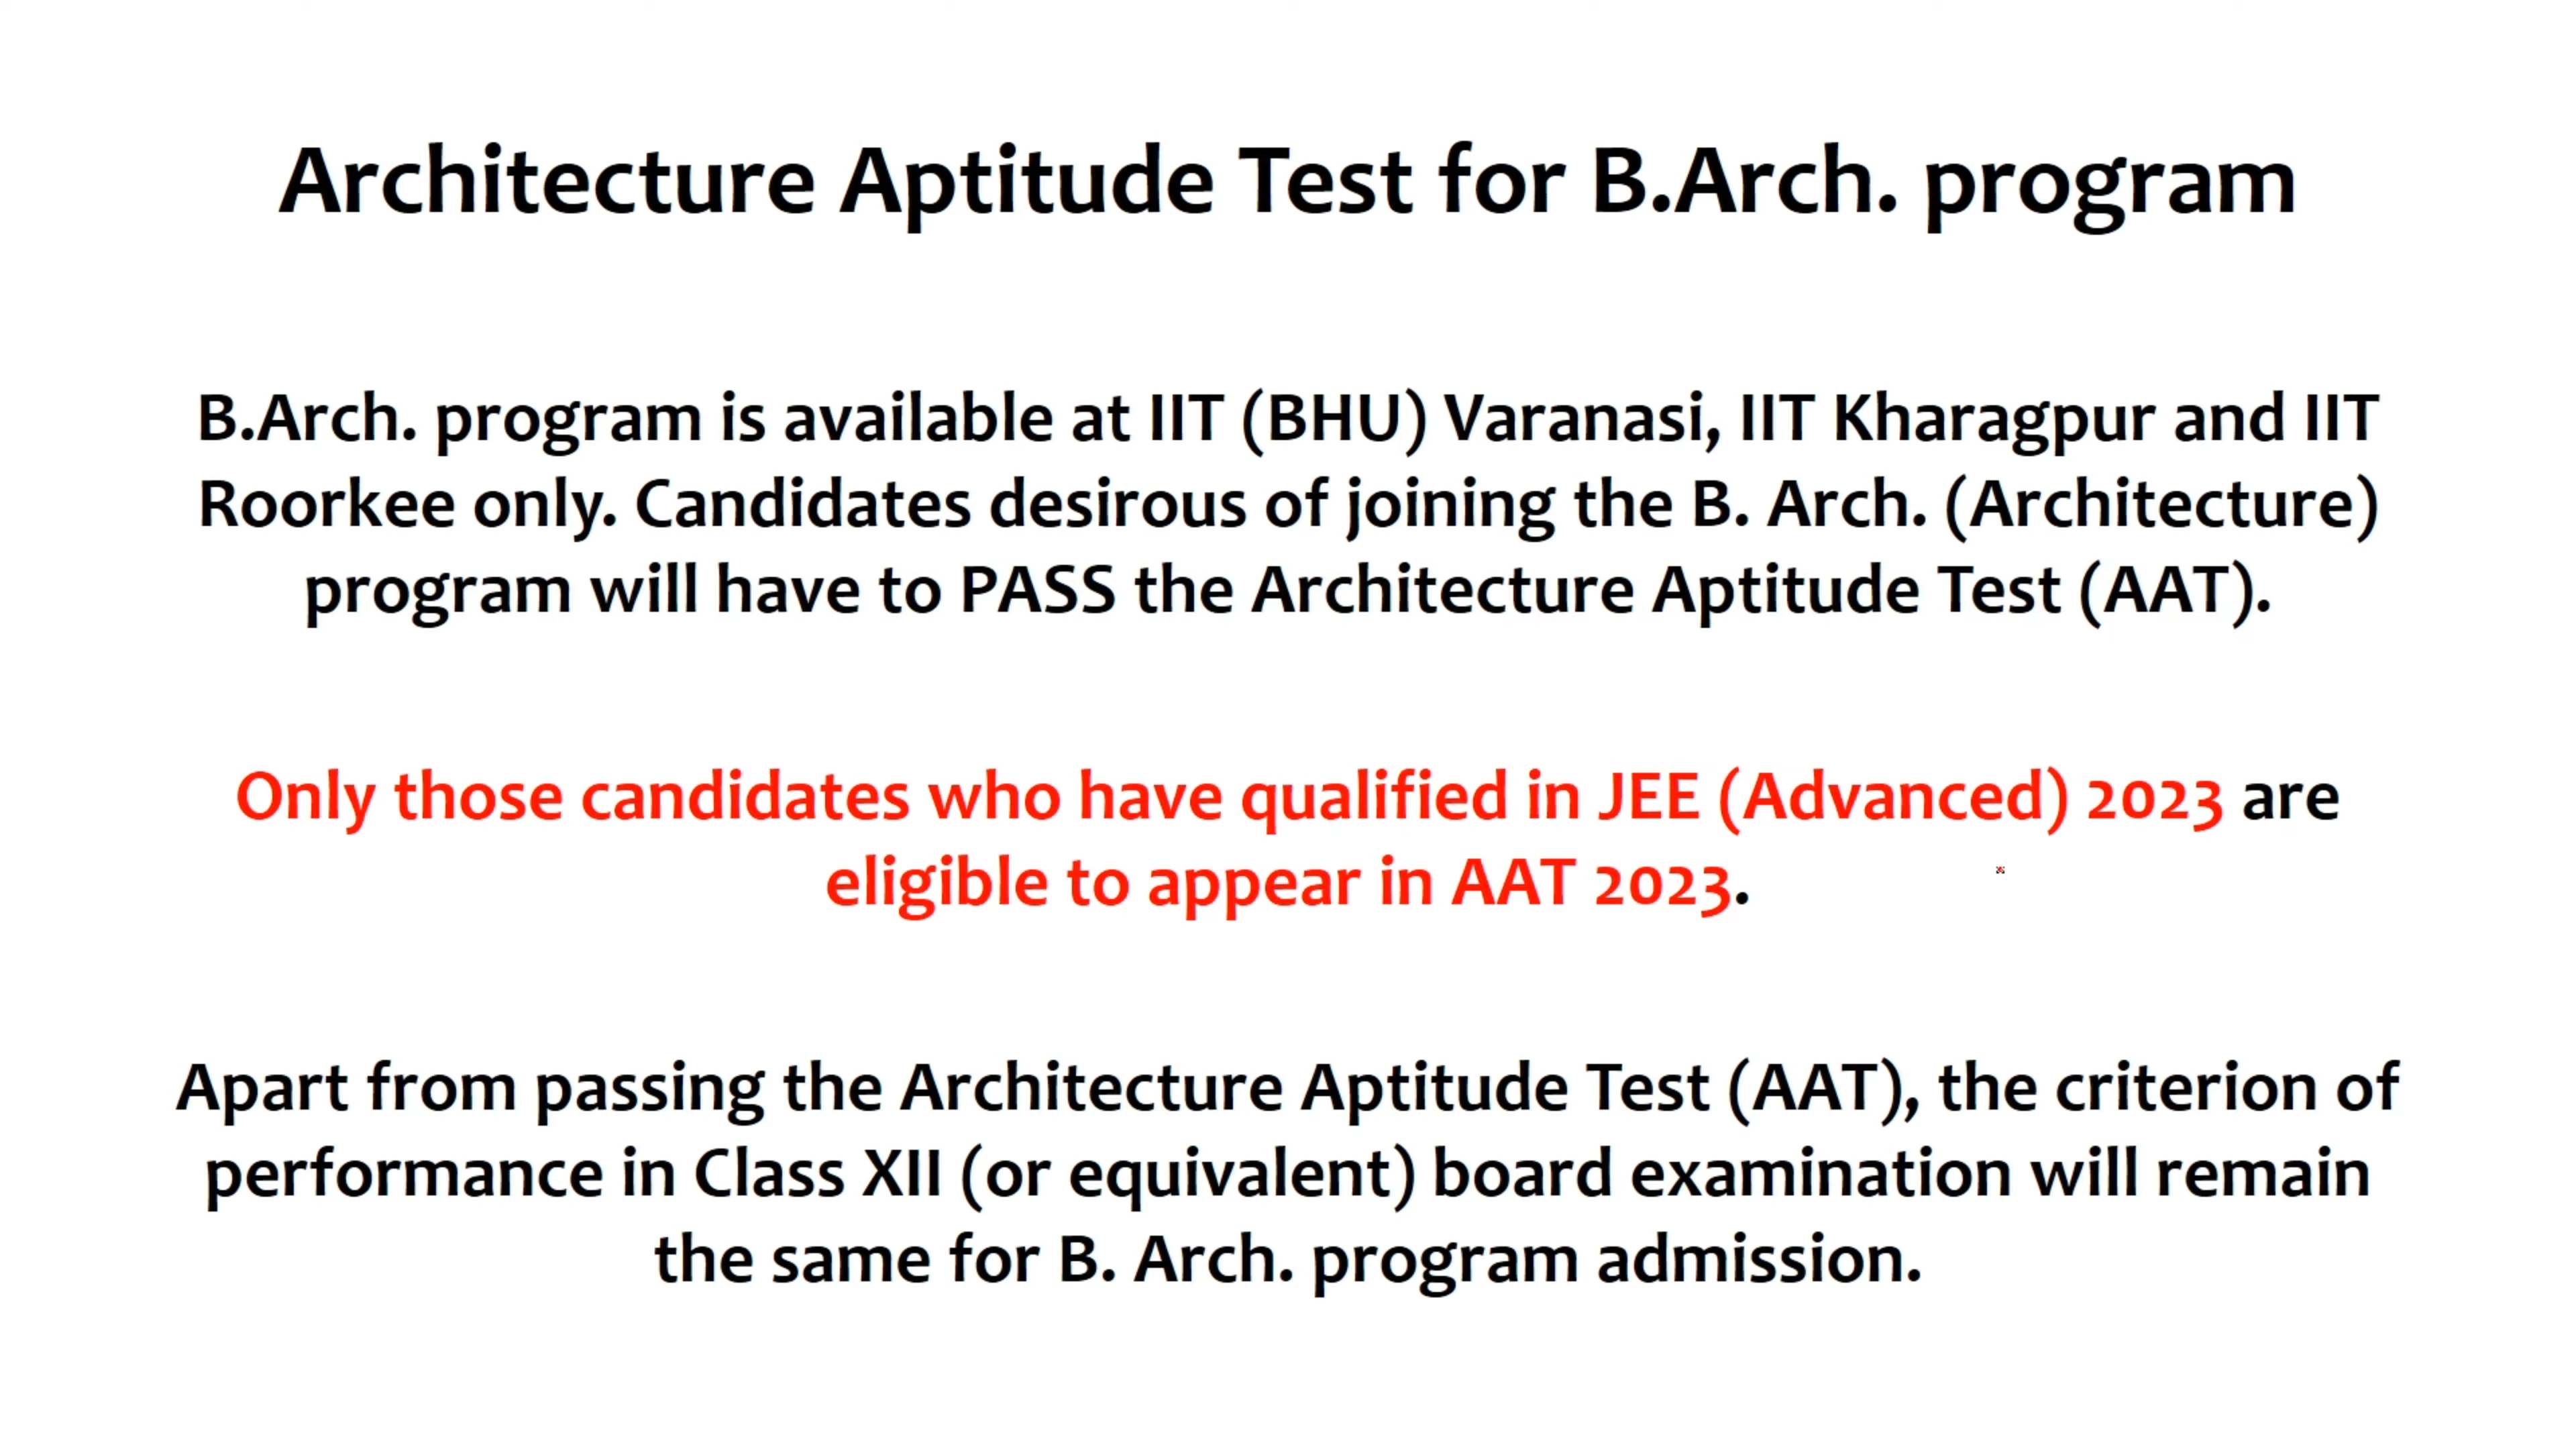 Architecture Aptitude Test for B.Arch. program
B.Arch. program is available at IIT (BHU) Varanasi, IIT Kharagpur and IIT
Roorkee only. Candidates desirous of joining the B. Arch. (Architecture)
program will have to PASS the Architecture Aptitude Test (AAT).
Only those candidates who have qualified in JEE (Advanced) 2023 are
eligible to appear in AAT 2023.
Apart from passing the Architecture Aptitude Test (AAT), the criterion of
performance in Class XII (or equivalent) board examination will remain
the same for B. Arch. program admission.